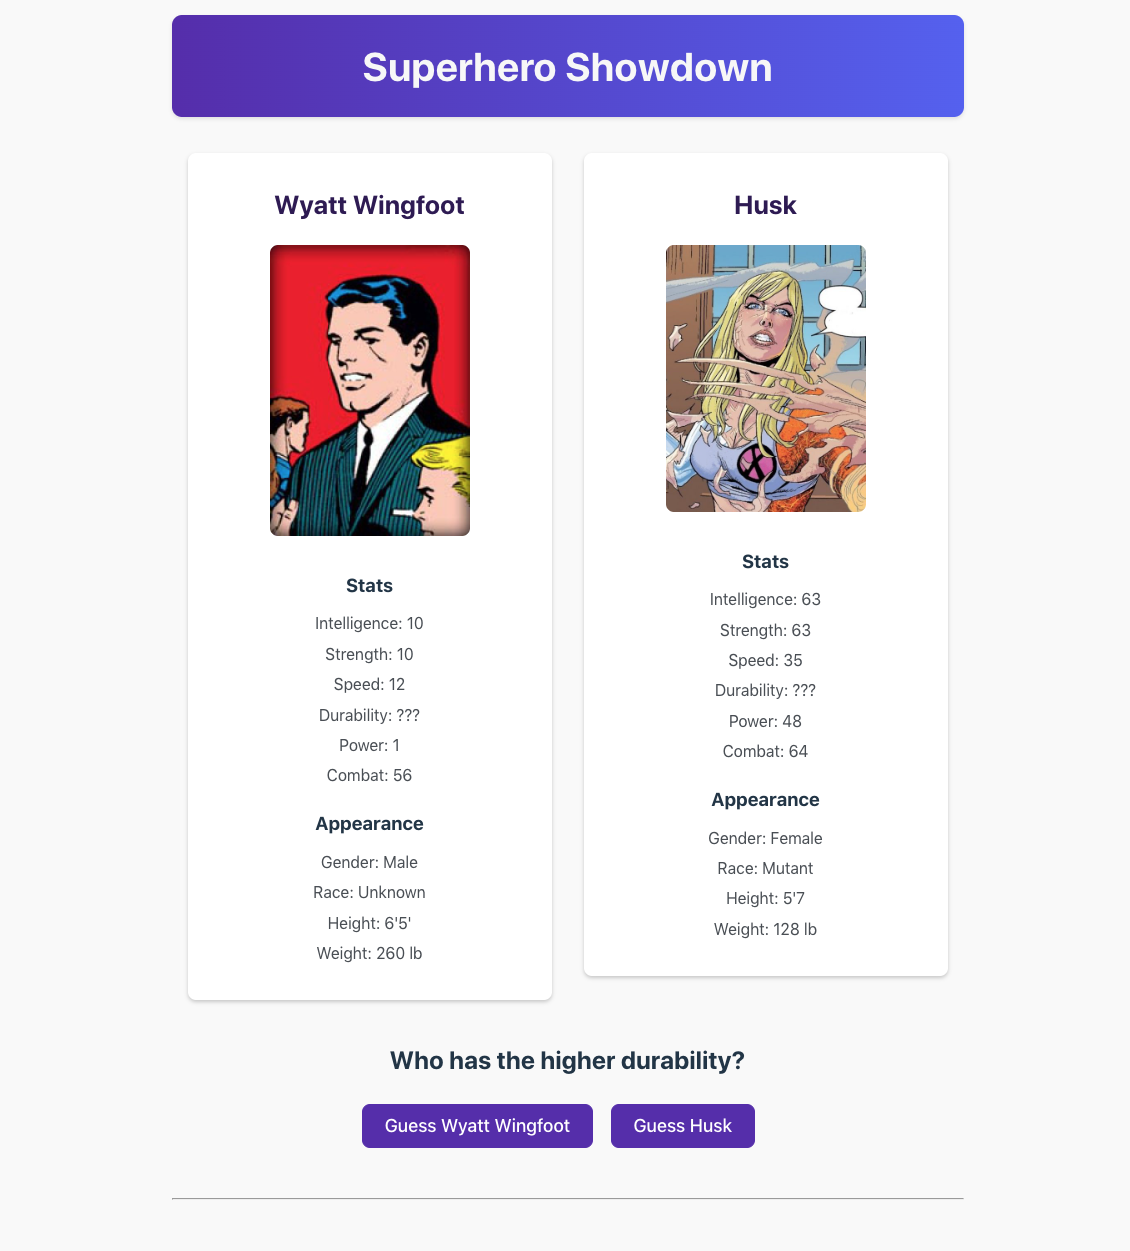 Superhero Showdown
Wyatt Wingfoot
Stats
Intelligence: 10
Strength: 10
Speed: 12
Durability: ???
Power: 1
Combat: 56
Appearance
Gender: Male
Race: Unknown
Height: 6'5'
Weight: 260 lb
Husk
Stats
Intelligence: 63
Strength: 63
Speed: 35
Durability: ???
Power: 48
Combat: 64
Appearance
Gender: Female
Race: Mutant
Height: 5'7
Weight: 128 lb
Who has the higher durability?
Guess Wyatt Wingfoot
Guess Husk